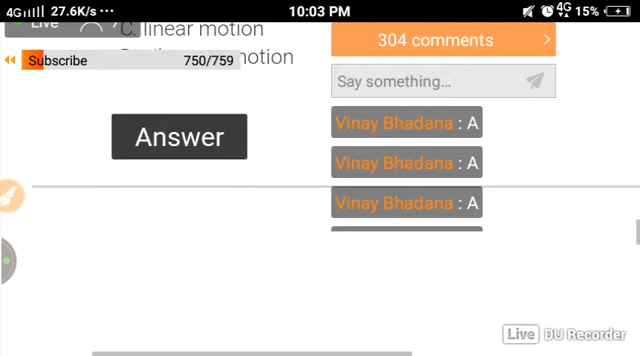 4G 27.6K/s ··· 10:03 PM 4G 15%
Live
C. linear motion
motion
Subscribe 750/759
Answer
304 comments
Say something...
Vinay Bhadana : A
Vinay Bhadana : A
Vinay Bhadana : A
Live DU Recorder